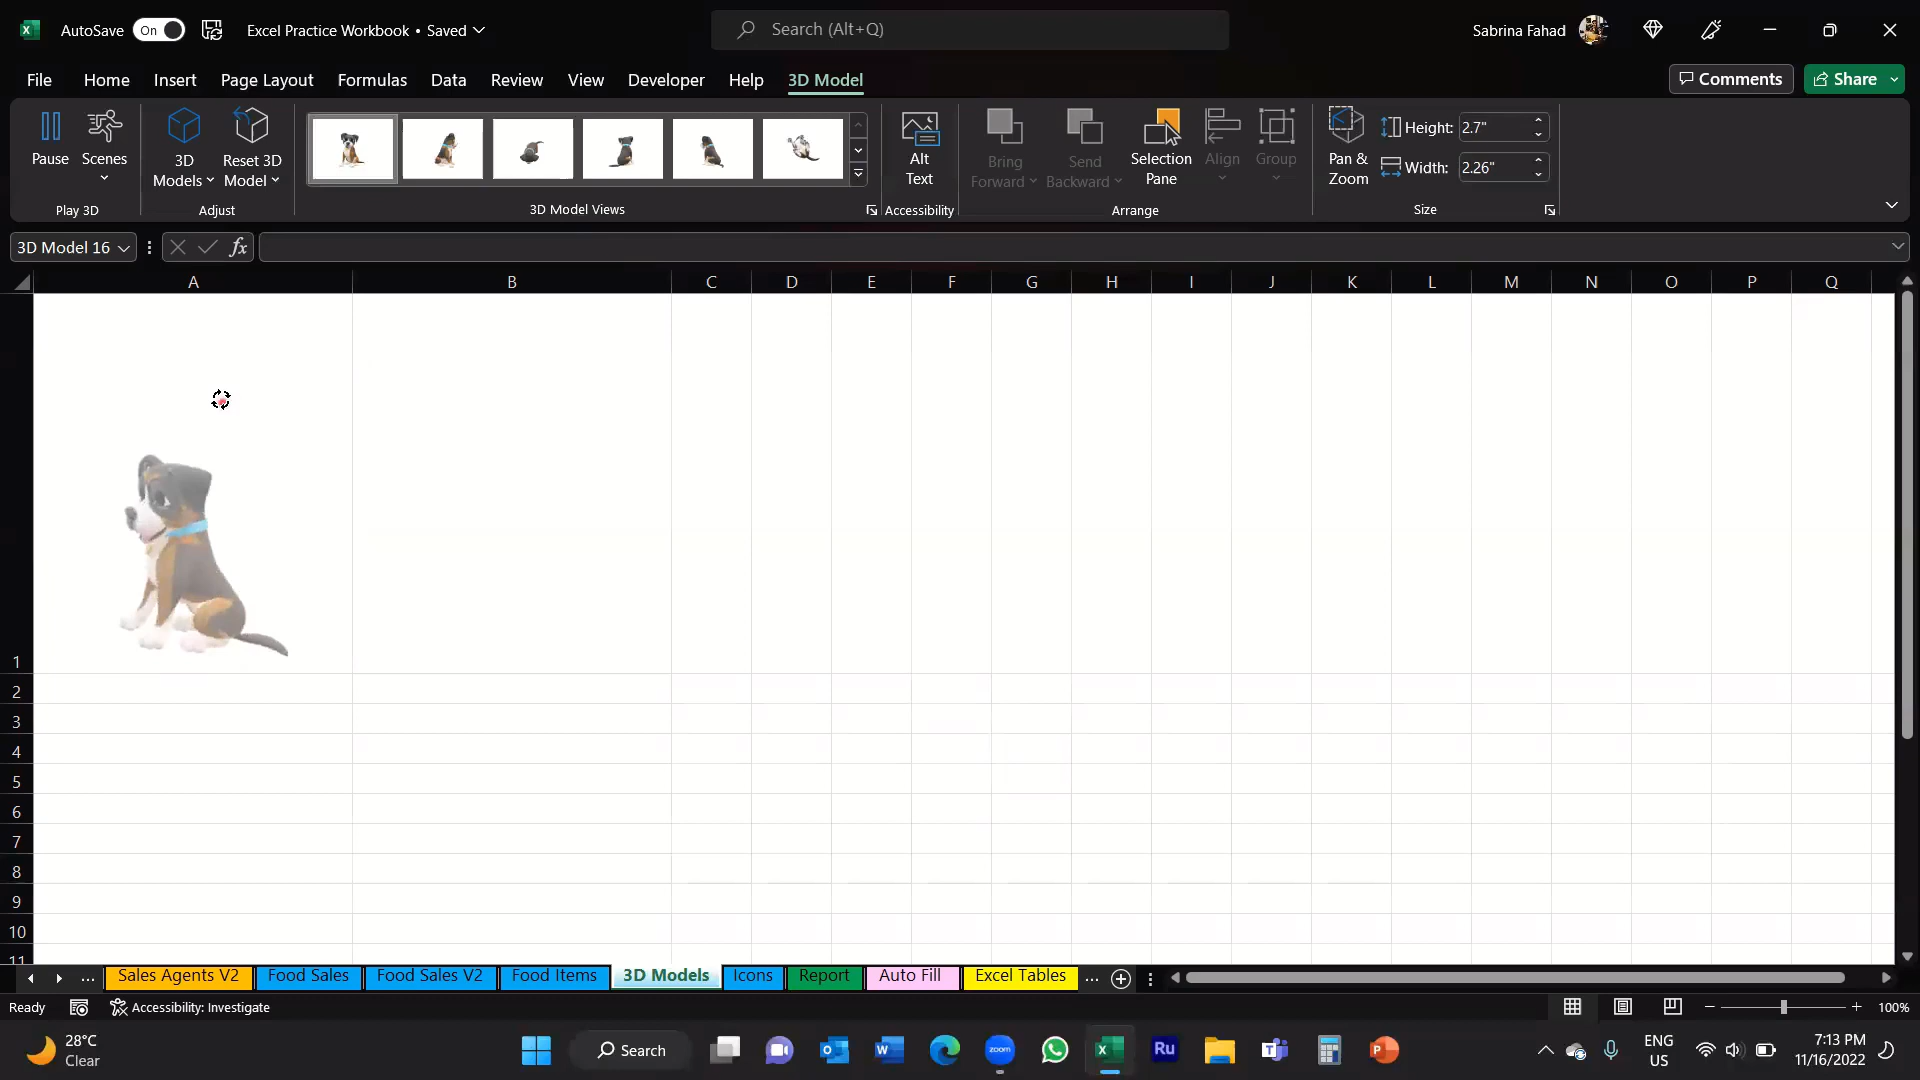 AutoSave On Excel Practice Workbook • Saved Search (Alt+Q) Sabrina Fahad
File Home Insert Page Layout Formulas Data Review View Developer Help 3D Model Comments Share
Pause Scenes 3D Models Reset 3D Model Alt Text Bring Forward Send Backward Selection Pane Align Group Pan & Zoom Height: 2.7" Width: 2.26"
Play 3D Adjust 3D Model Views Accessibility Arrange Size
3D Model 16 fx
A B C D E F G H I J K L M N O P Q
1
2
3
4
5
6
7
8
9
10
11
... Sales Agents V2 Food Sales Food Sales V2 Food Items 3D Models Icons Report Auto Fill Excel Tables ...
Ready Accessibility: Investigate 100%
28°C
Clear
Search zoom W X Ru T P ENG
US 7:13 PM
11/16/2022